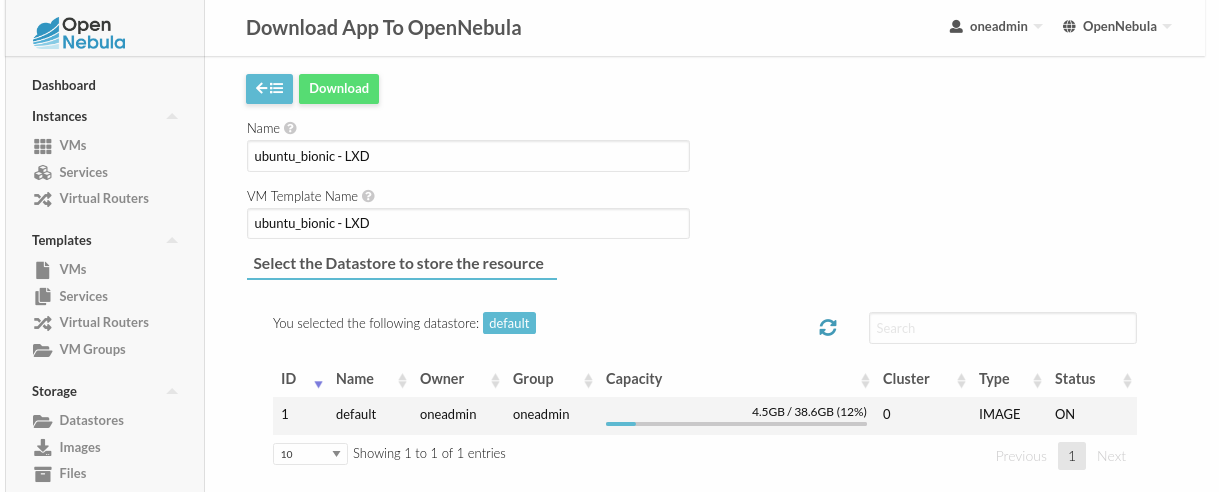 Open
Nebula
Download App To OpenNebula
oneadmin
OpenNebula
Dashboard
Instances
VMs
Services
Virtual Routers
Templates
VMs
Services
Virtual Routers
VM Groups
Storage
Datastores
Images
Files
Download
Name
ubuntu_bionic - LXD
VM Template Name
ubuntu_bionic - LXD
Select the Datastore to store the resource
You selected the following datastore: default
Search
ID Name Owner Group Capacity Cluster Type Status
1 default oneadmin oneadmin 4.5GB / 38.6GB (12%) 0 IMAGE ON
10 Showing 1 to 1 of 1 entries
Previous 1 Next